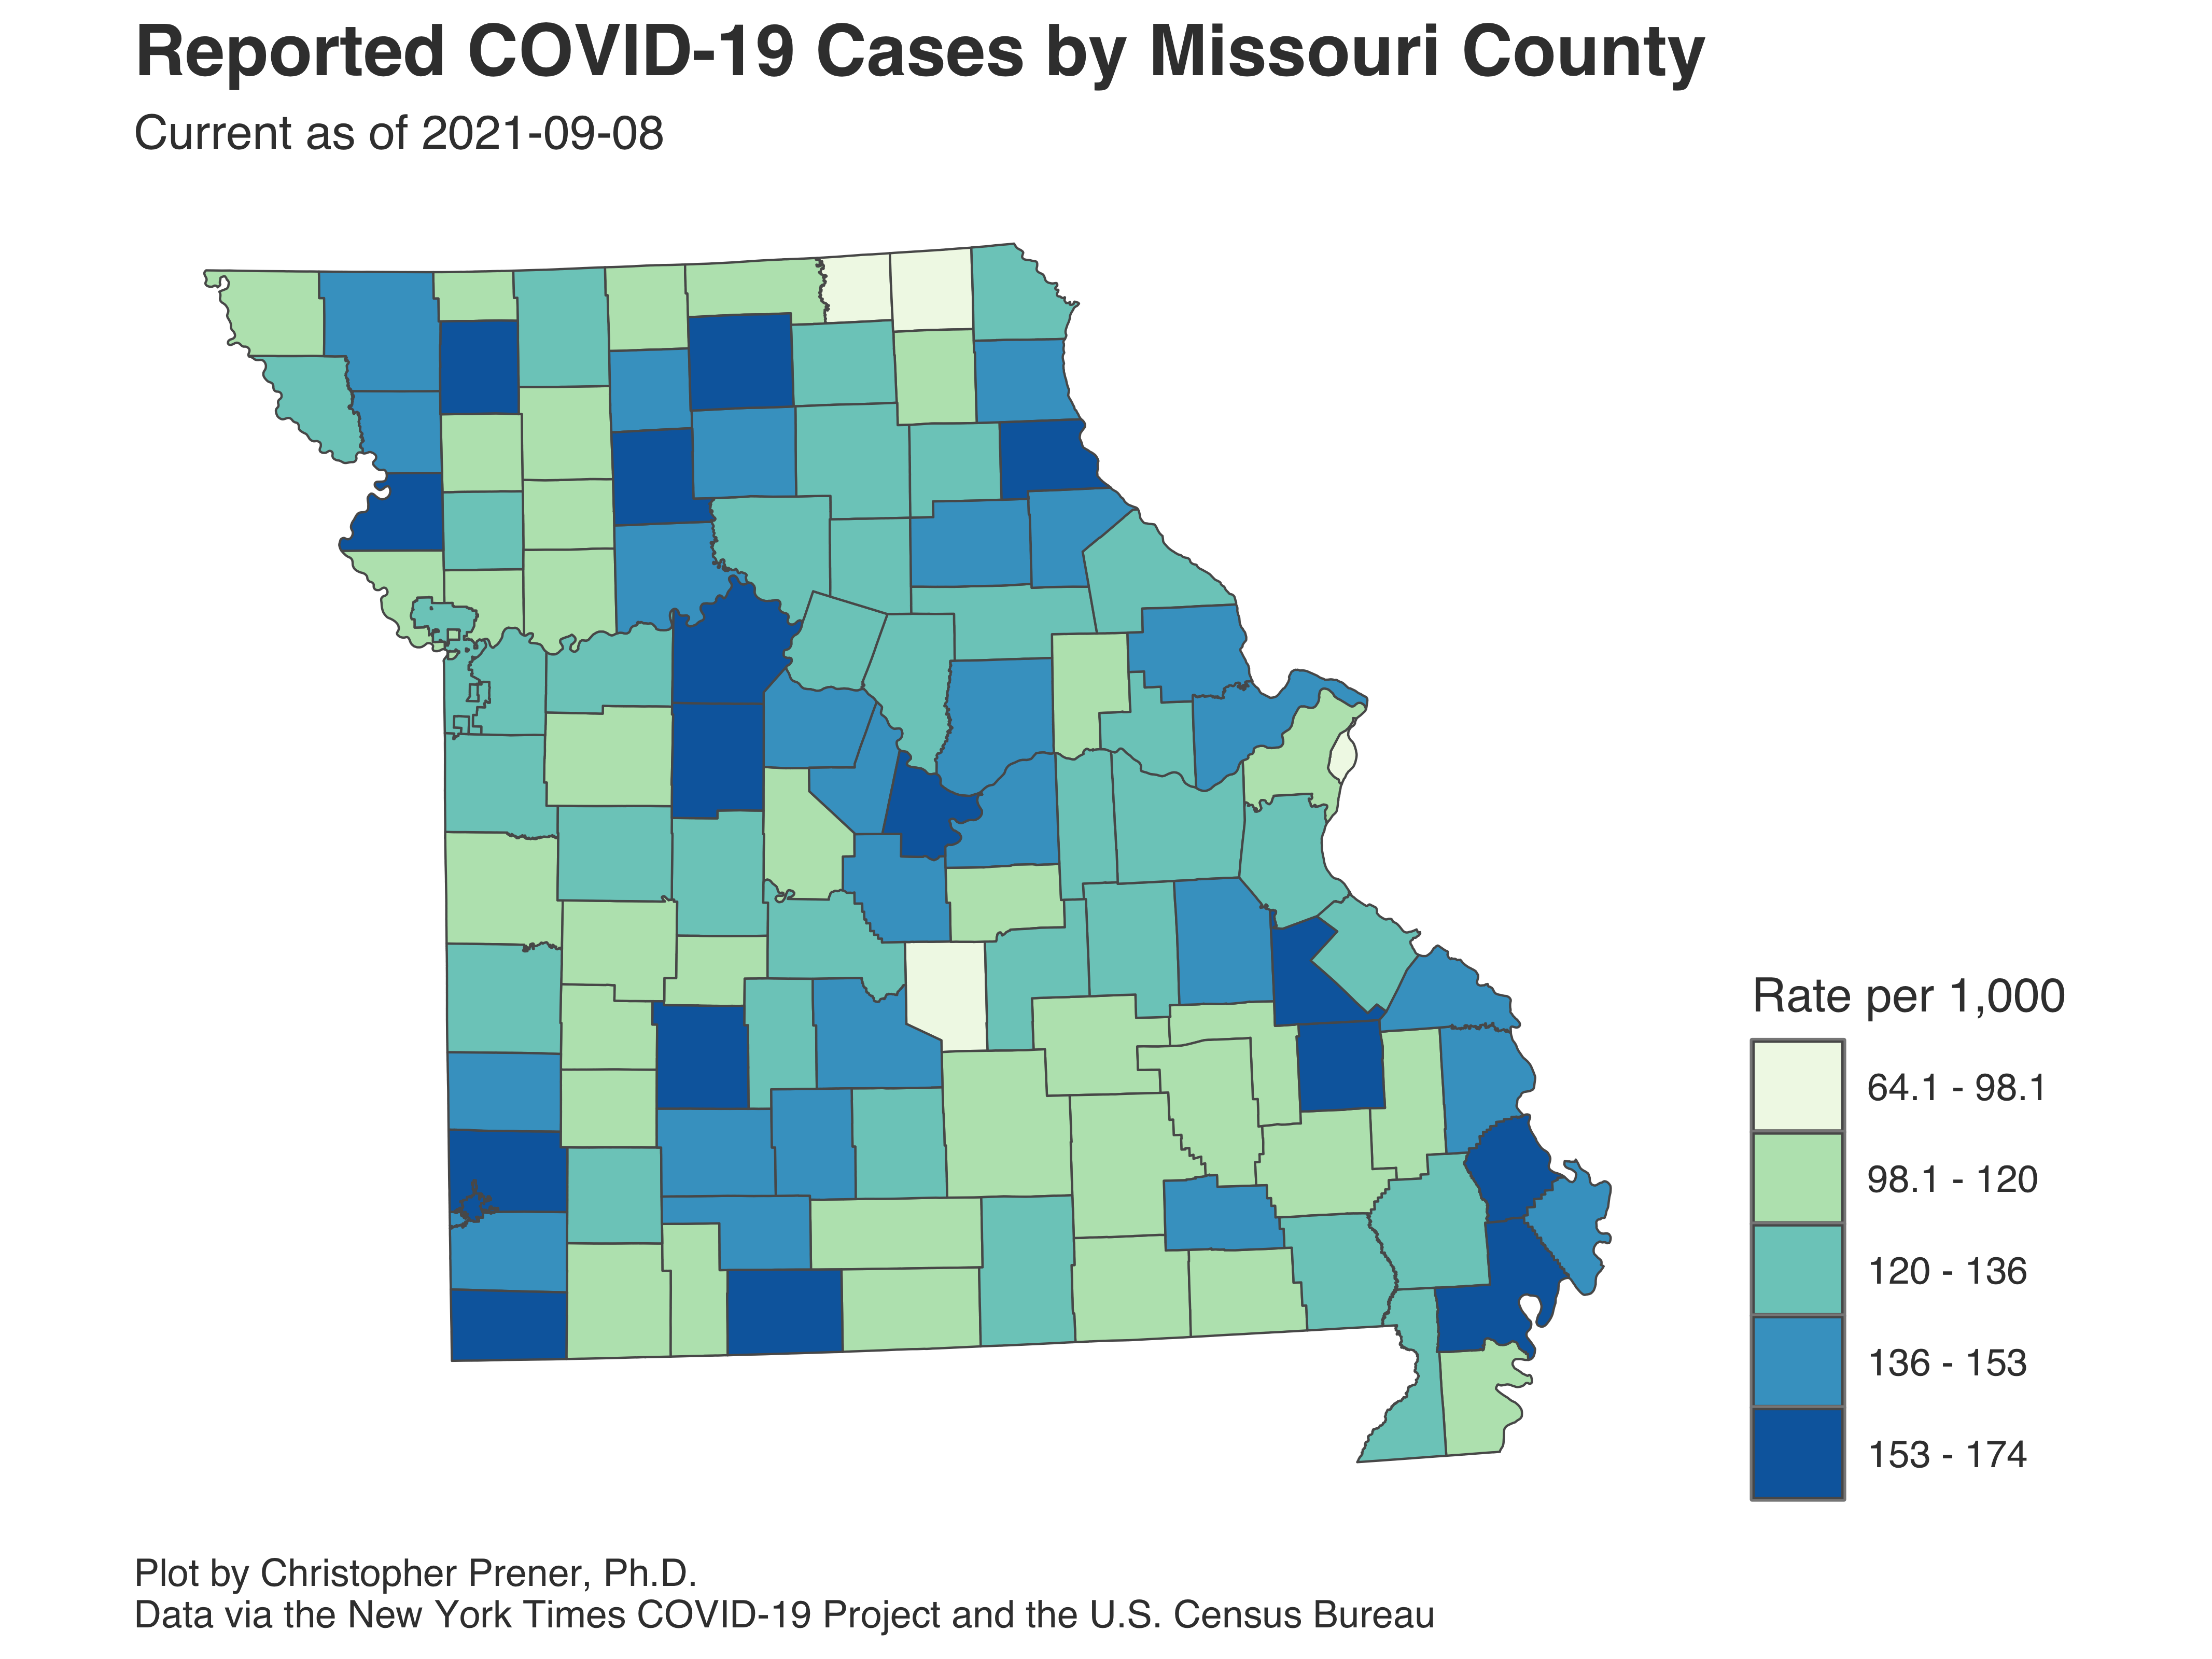 Reported COVID-19 Cases by Missouri County
Current as of 2021-09-08
Rate per 1,000
64.1 - 98.1
98.1 - 120
120 - 136
136 - 153
153 - 174
Plot by Christopher Prener, Ph.D.
Data via the New York Times COVID-19 Project and the U.S. Census Bureau